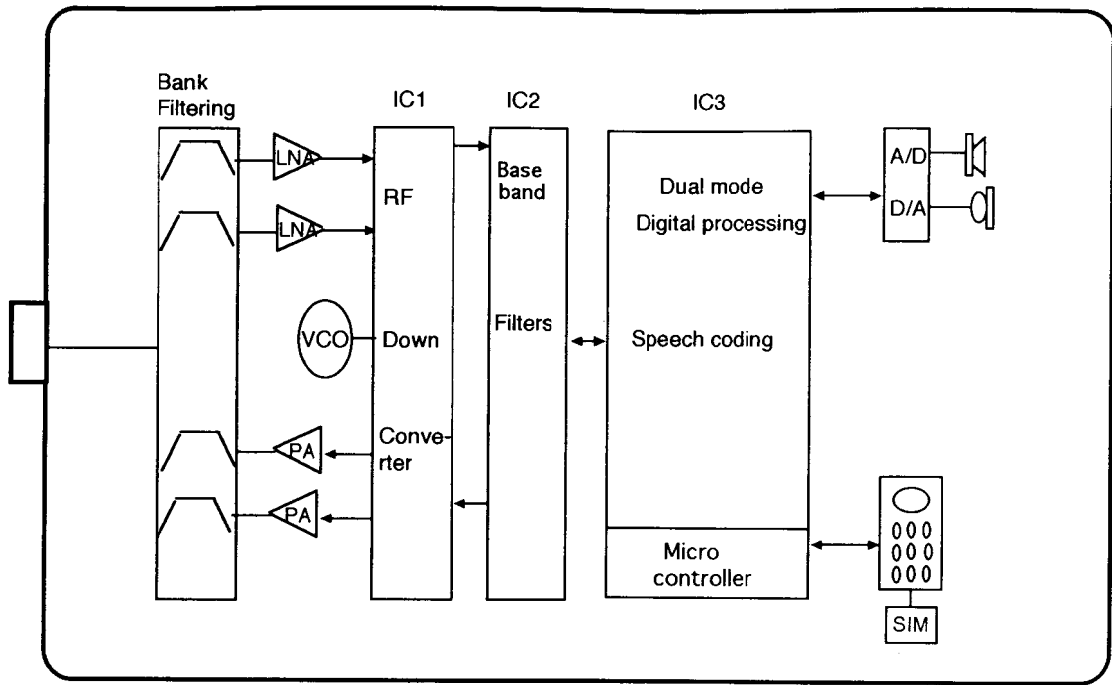 Bank
Filtering
IC1
IC2
IC3
LNA
LNA
RF
VCO
Down
Conve-
rter
PA
PA
Base
band
Filters
Dual mode
Digital processing
Speech coding
Micro
controller
A/D
D/A
SIM